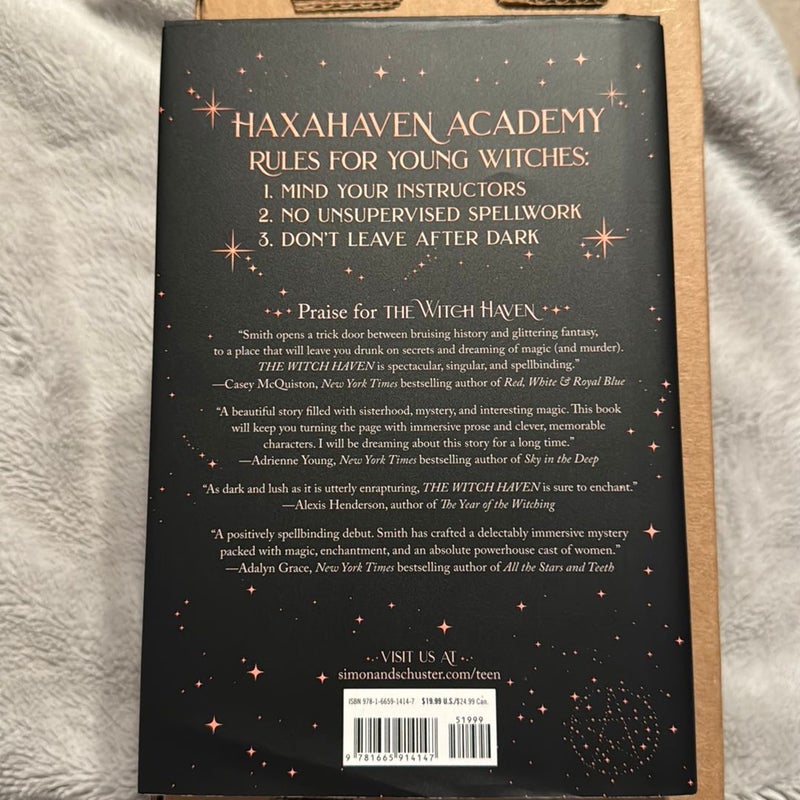 HAXAHAVEN ACADEMY
RULES FOR YOUNG WITCHES:
1. MIND YOUR INSTRUCTORS
2. NO UNSUPERVISED SPELLWORK
3. DON'T LEAVE AFTER DARK
Praise for THE WITCH HAVEN
“Smith opens a trick door between bruising history and glittering fantasy,
to a place that will leave you drunk on secrets and dreaming of magic (and murder).
THE WITCH HAVEN is spectacular, singular, and spellbinding.”
—Casey McQuiston, New York Times bestselling author of Red, White & Royal Blue
“A beautiful story filled with sisterhood, mystery, and interesting magic. This book
will keep you turning the page with immersive prose and clever, memorable
characters. I will be dreaming about this story for a long time.”
—Adrienne Young, New York Times bestselling author of Sky in the Deep
“As dark and lush as it is utterly enrapturing, THE WITCH HAVEN is sure to enchant.”
—Alexis Henderson, author of The Year of the Witching
“A positively spellbinding debut. Smith has crafted a delectably immersive mystery
packed with magic, enchantment, and an absolute powerhouse cast of women.”
—Adalyn Grace, New York Times bestselling author of All the Stars and Teeth
VISIT US AT
simonandschuster.com/teen
ISBN 978-1-6659-1414-7 $19.99 U.S./$24.99 Can.
51999
9 781665 914147